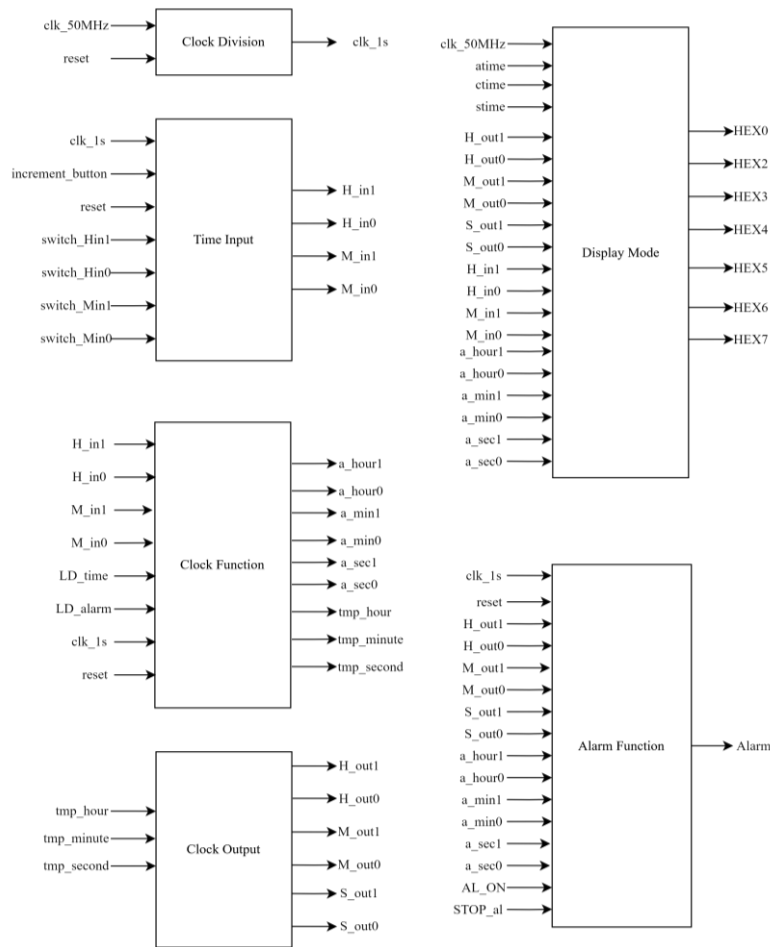 clk_50MHz
reset
Clock Division
clk_1s
clk_1s
increment_button
reset
switch_Hin1
switch_Hin0
switch_Min1
switch_Min0
Time Input
H_in1
H_in0
M_in1
M_in0
H_in1
H_in0
M_in1
M_in0
LD_time
LD_alarm
clk_1s
reset
Clock Function
a_hour1
a_hour0
a_min1
a_min0
a_sec1
a_sec0
tmp_hour
tmp_minute
tmp_second
tmp_hour
tmp_minute
tmp_second
Clock Output
H_out1
H_out0
M_out1
M_out0
S_out1
S_out0
clk_50MHz
atime
ctime
stime
H_out1
H_out0
M_out1
M_out0
S_out1
S_out0
H_in1
H_in0
M_in1
M_in0
a_hour1
a_hour0
a_min1
a_min0
a_sec1
a_sec0
Display Mode
HEX0
HEX2
HEX3
HEX4
HEX5
HEX6
HEX7
clk_1s
reset
H_out1
H_out0
M_out1
M_out0
S_out1
S_out0
a_hour1
a_hour0
a_min1
a_min0
a_sec1
a_sec0
AL_ON
STOP_al
Alarm Function
Alarm